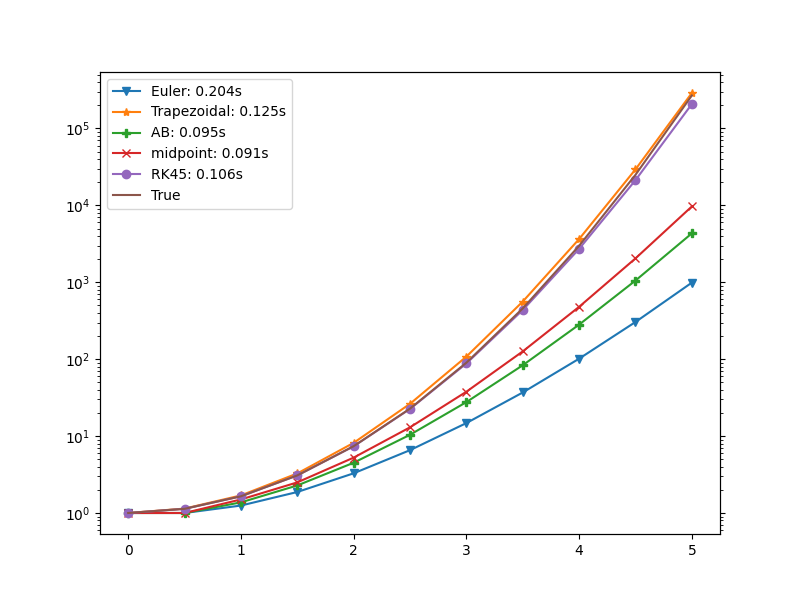 Euler: 0.204s
Trapezoidal: 0.125s
AB: 0.095s
midpoint: 0.091s
RK45: 0.106s
True
10⁵
10⁴
10³
10²
10¹
10⁰
0 1 2 3 4 5